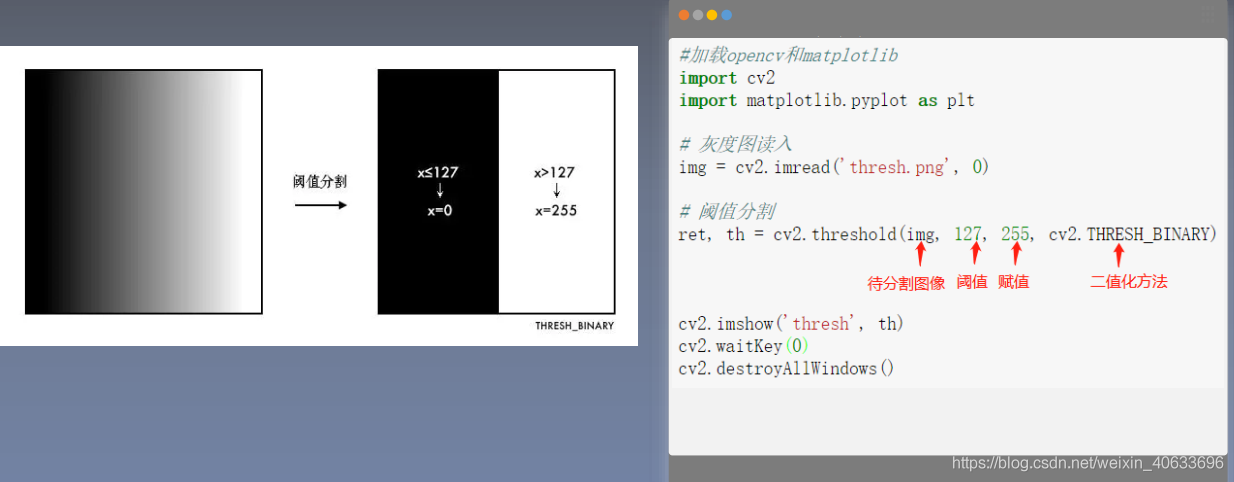 阈值分割
x≤127
x=0
x>127
x=255
THRESH_BINARY
#加载opencv和matplotlib
import cv2
import matplotlib.pyplot as plt
# 灰度图读入
img = cv2.imread('thresh.png', 0)
# 阈值分割
ret, th = cv2.threshold(img, 127, 255, cv2.THRESH_BINARY)
待分割图像 阈值 赋值 二值化方法
cv2.imshow('thresh', th)
cv2.waitKey(0)
cv2.destroyAllWindows()
https://blog.csdn.net/weixin_40633696